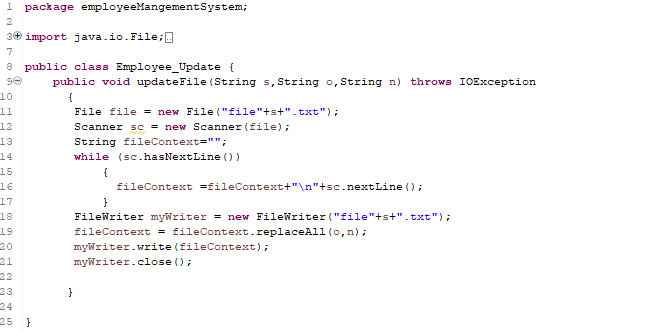 1 package employeeMangementSystem;
2
3 import java.io.File;
7
8 public class Employee_Update {
9 public void updateFile(String s,String o,String n) throws IOException
10 {
11 File file = new File("file"+s+".txt");
12 Scanner sc = new Scanner(file);
13 String fileContext="";
14 while (sc.hasNextLine())
15 {
16 fileContext =fileContext+"\n"+sc.nextLine();
17 }
18 FileWriter myWriter = new FileWriter("file"+s+".txt");
19 fileContext = fileContext.replaceAll(o,n);
20 myWriter.write(fileContext);
21 myWriter.close();
22
23 }
24
25 }